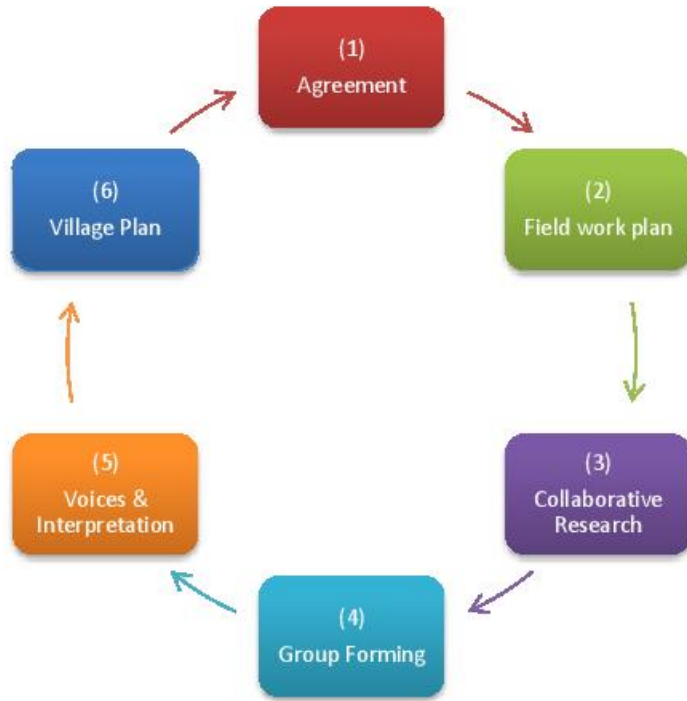 (1)
Agreement
(2)
Field work plan
(3)
Collaborative
Research
(4)
Group Forming
(5)
Voices &
Interpretation
(6)
Village Plan